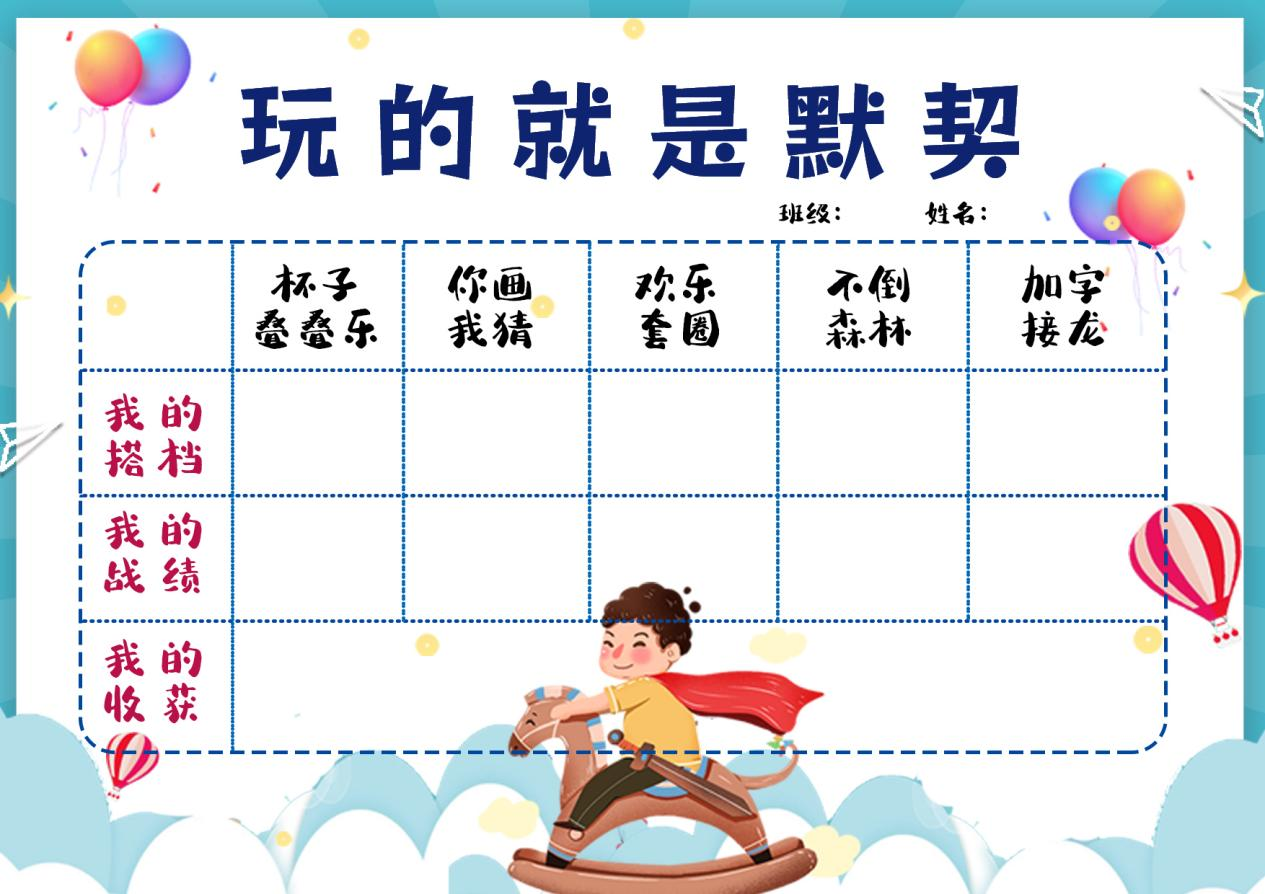 玩的就是默契
班级： 姓名：
杯子
叠叠乐
你画
我猜
欢乐
套圈
不倒
森林
加字
接龙
我的
搭档
我的
战绩
我的
收获